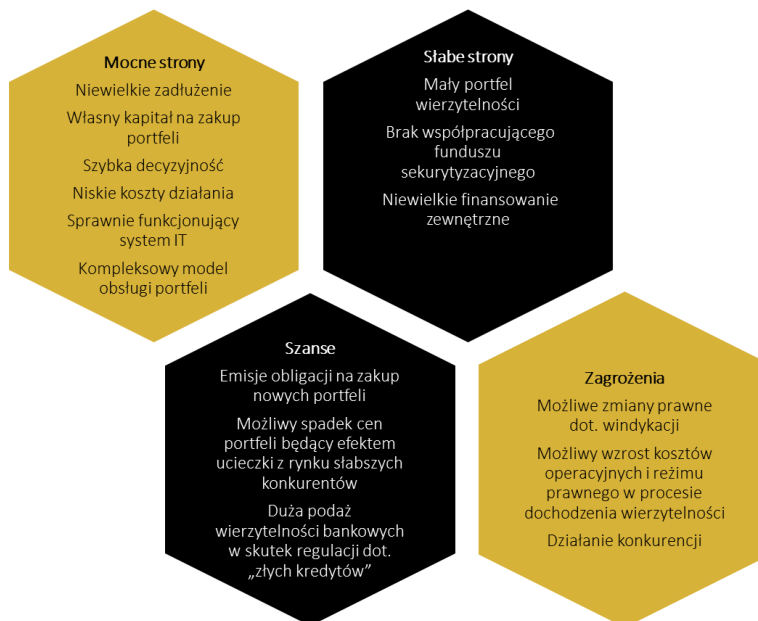 Mocne strony
Niewielkie zadłużenie
Własny kapitał na zakup
portfeli
Szybka decyzyjność
Niskie koszty działania
Sprawnie funkcjonujący
system IT
Kompleksowy model
obsługi portfeli
Słabe strony
Mały portfel
wierzytelności
Brak współpracującego
funduszu
sekurytyzacyjnego
Niewielkie finansowanie
zewnętrzne
Szanse
Emisje obligacji na zakup
nowych portfeli
Możliwy spadek cen
portfeli będący efektem
ucieczki z rynku słabszych
konkurentów
Duża podaż
wierzytelności bankowych
w skutek regulacji dot.
„złych kredytów”
Zagrożenia
Możliwe zmiany prawne
dot. windykacji
Możliwy wzrost kosztów
operacyjnych i reżimu
prawnego w procesie
dochodzenia wierzytelności
Działanie konkurencji